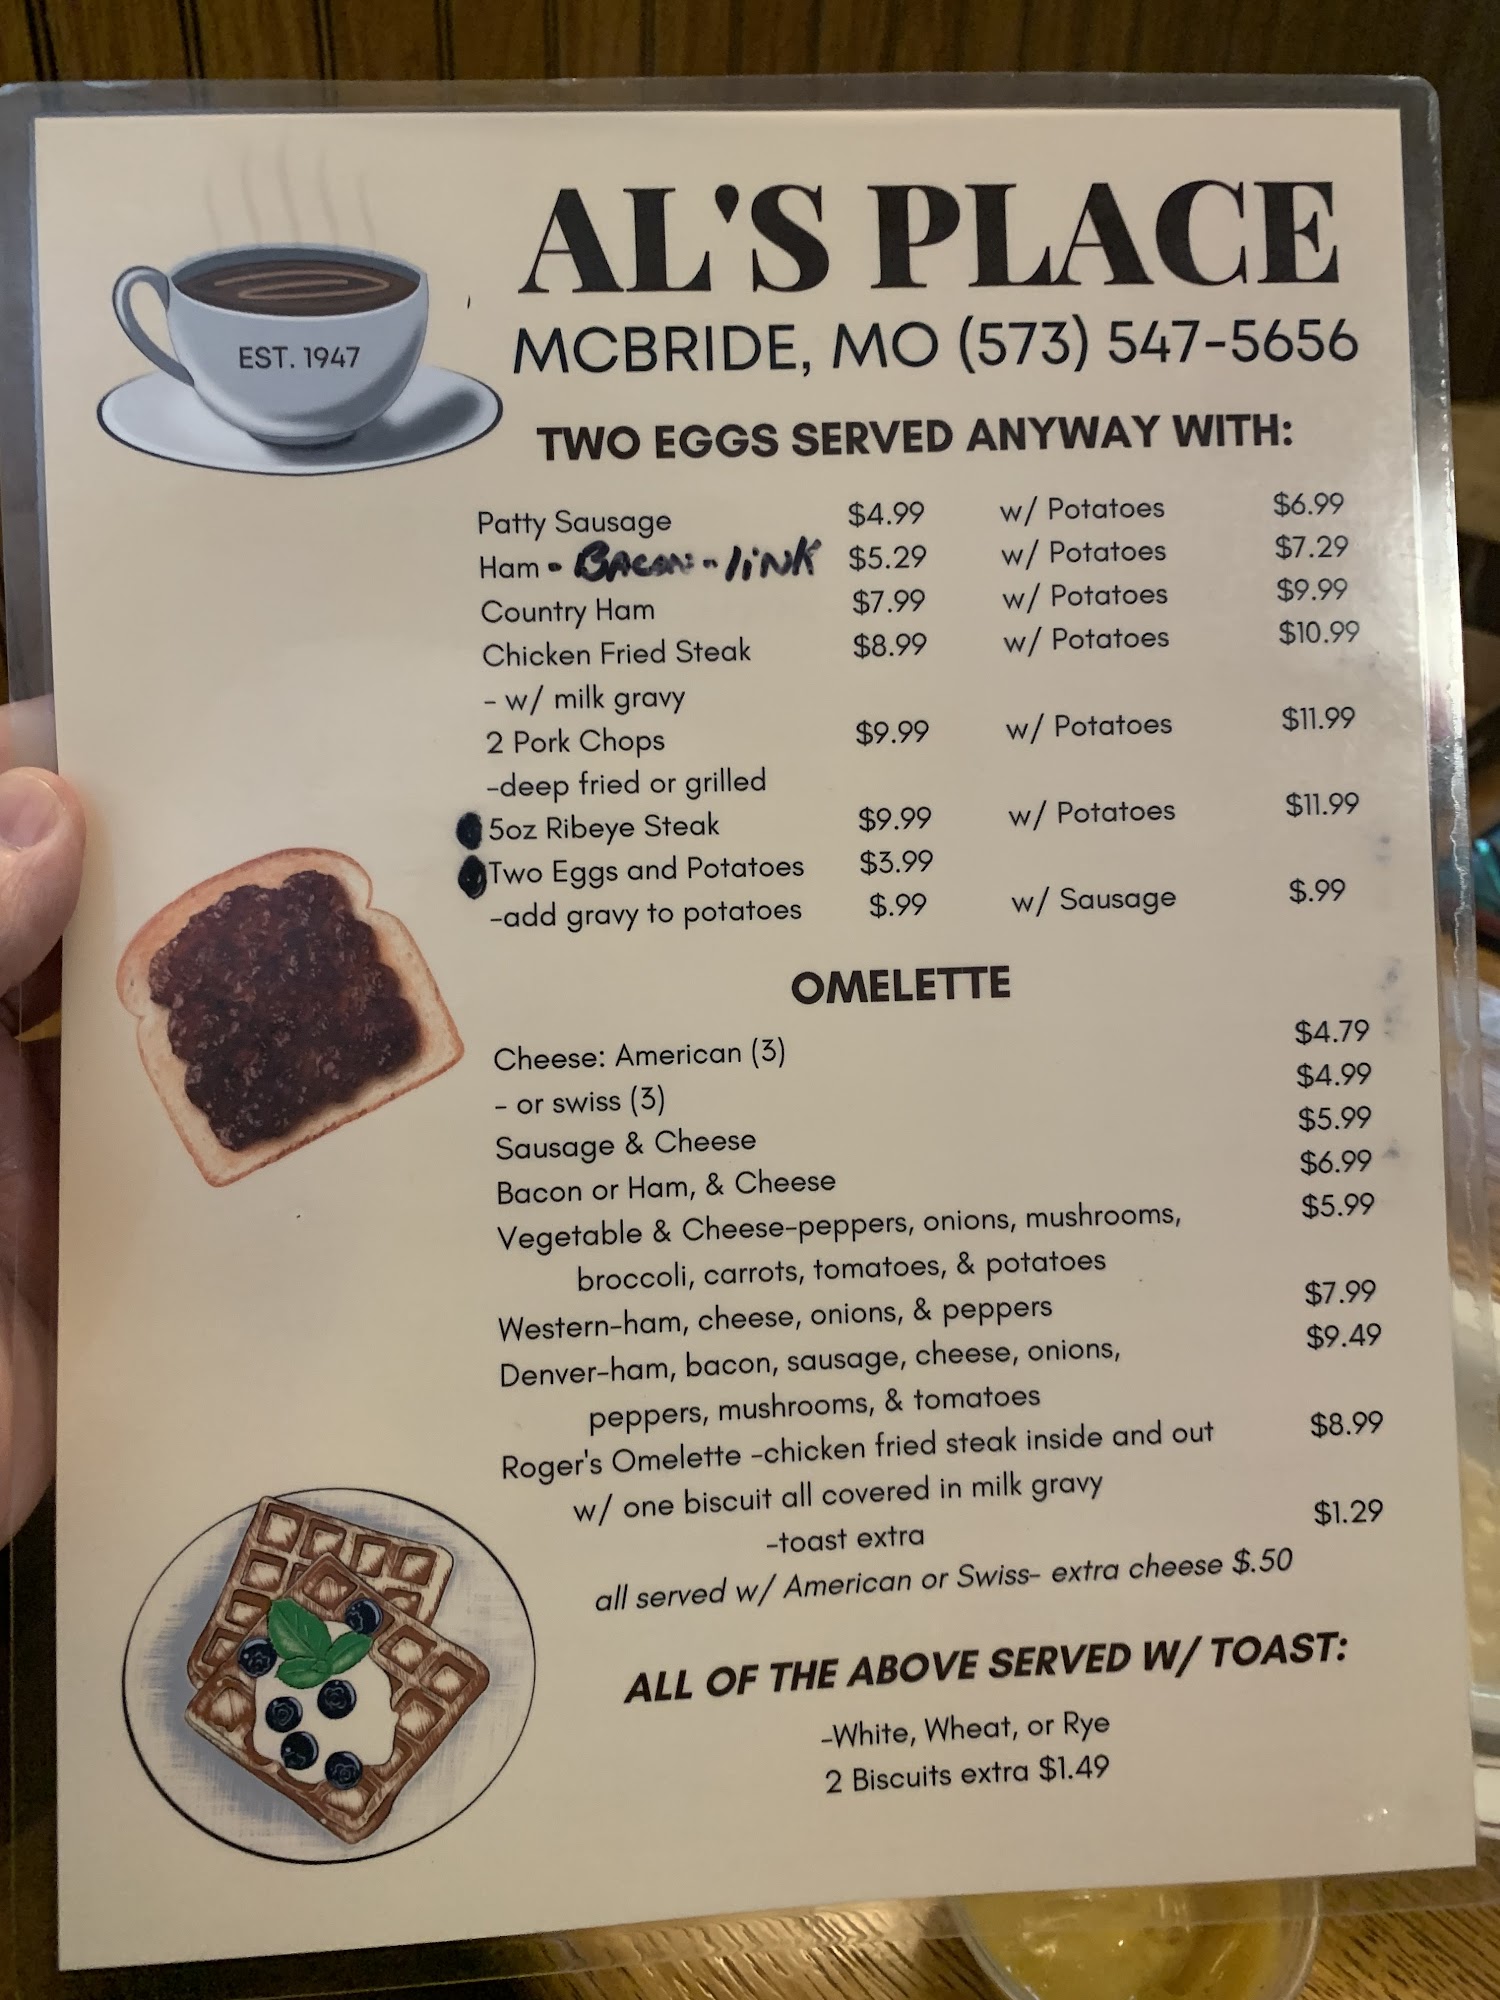 EST. 1947
AL'S PLACE
MCBRIDE, MO (573) 547-5656
TWO EGGS SERVED ANYWAY WITH:
Patty Sausage $4.99 w/ Potatoes $6.99
Ham - BACON - liNK $5.29 w/ Potatoes $7.29
Country Ham $7.99 w/ Potatoes $9.99
Chicken Fried Steak $8.99 w/ Potatoes $10.99
- w/ milk gravy
2 Pork Chops $9.99 w/ Potatoes $11.99
-deep fried or grilled
5oz Ribeye Steak $9.99 w/ Potatoes $11.99
Two Eggs and Potatoes $3.99
-add gravy to potatoes $.99 w/ Sausage $.99
OMELETTE
Cheese: American (3) $4.79
- or swiss (3) $4.99
Sausage & Cheese $5.99
Bacon or Ham, & Cheese $6.99
Vegetable & Cheese-peppers, onions, mushrooms, $5.99
broccoli, carrots, tomatoes, & potatoes
Western-ham, cheese, onions, & peppers $7.99
Denver-ham, bacon, sausage, cheese, onions, $9.49
peppers, mushrooms, & tomatoes
Roger's Omelette -chicken fried steak inside and out $8.99
w/ one biscuit all covered in milk gravy
-toast extra $1.29
all served w/ American or Swiss- extra cheese $.50
ALL OF THE ABOVE SERVED W/ TOAST:
-White, Wheat, or Rye
2 Biscuits extra $1.49